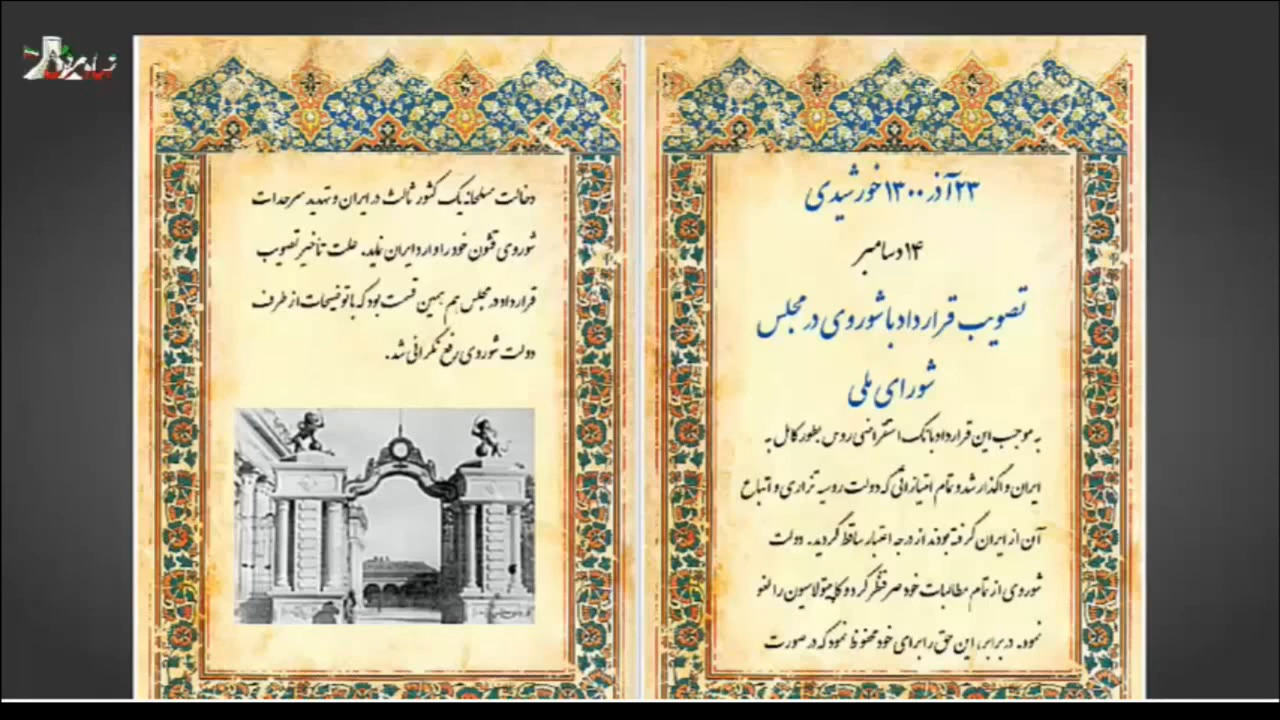 ۲۳ آذر ۱۳۰۰ خورشیدی
۱۴ دسامبر
تصویب قرارداد با شوروی در مجلس
شورای ملی
به موجب این قرارداد بانک استقراضی روس بطور کامل به
ایران واگذار شد و تمام امتیازاتی که دولت روسیه تزاری و اتباع
آن از ایران گرفته بودند از درجه اعتبار ساقط گردید. دولت
شوروی از تمام مطالبات خود صرفنظر کرد و کاپیتولاسیون را لغو
نمود. در برابر، این حق را برای خود محفوظ نمود که در صورت
دخالت مسلحانه یک کشور ثالث در ایران و تهدید سرحدات
شوروی قشون خود را وارد ایران نماید. علت تأخیر تصویب
قرارداد در مجلس هم همین قسمت بود که با توضیحات از طرف
دولت شوروی رفع نگرانی شد.